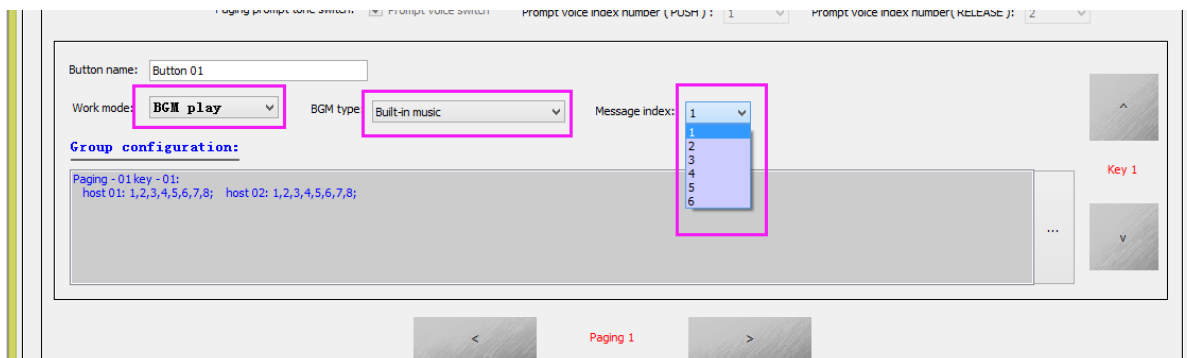 Paging prompt tone switch: Prompt voice switch Prompt voice index number ( PUSH ) : 1 Prompt voice index number( RELEASE ): 2
Button name: Button 01
Work mode: BGM play BGM type Built-in music Message index: 1
1
2
3
4
5
6
Group configuration:
Paging - 01 key - 01:
host 01: 1,2,3,4,5,6,7,8; host 02: 1,2,3,4,5,6,7,8;
...
^
Key 1
v
< Paging 1 >